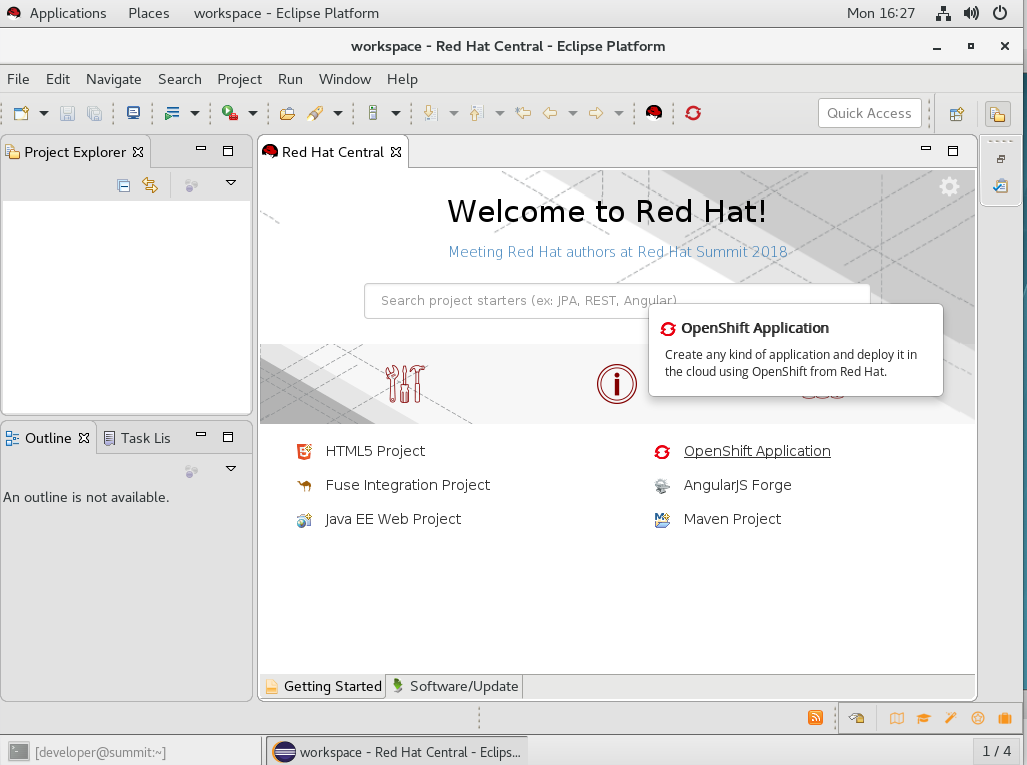 Applications Places workspace - Eclipse Platform Mon 16:27
workspace - Red Hat Central - Eclipse Platform
File Edit Navigate Search Project Run Window Help
Quick Access
Project Explorer
Red Hat Central
Welcome to Red Hat!
Meeting Red Hat authors at Red Hat Summit 2018
Search project starters (ex: JPA, REST, Angular)
OpenShift Application
Create any kind of application and deploy it in
the cloud using OpenShift from Red Hat.
HTML5 Project
OpenShift Application
Fuse Integration Project
AngularJS Forge
Java EE Web Project
Maven Project
Outline
Task Lis
An outline is not available.
Getting Started
Software/Update
[developer@summit:~]
workspace - Red Hat Central - Eclips...
1 / 4